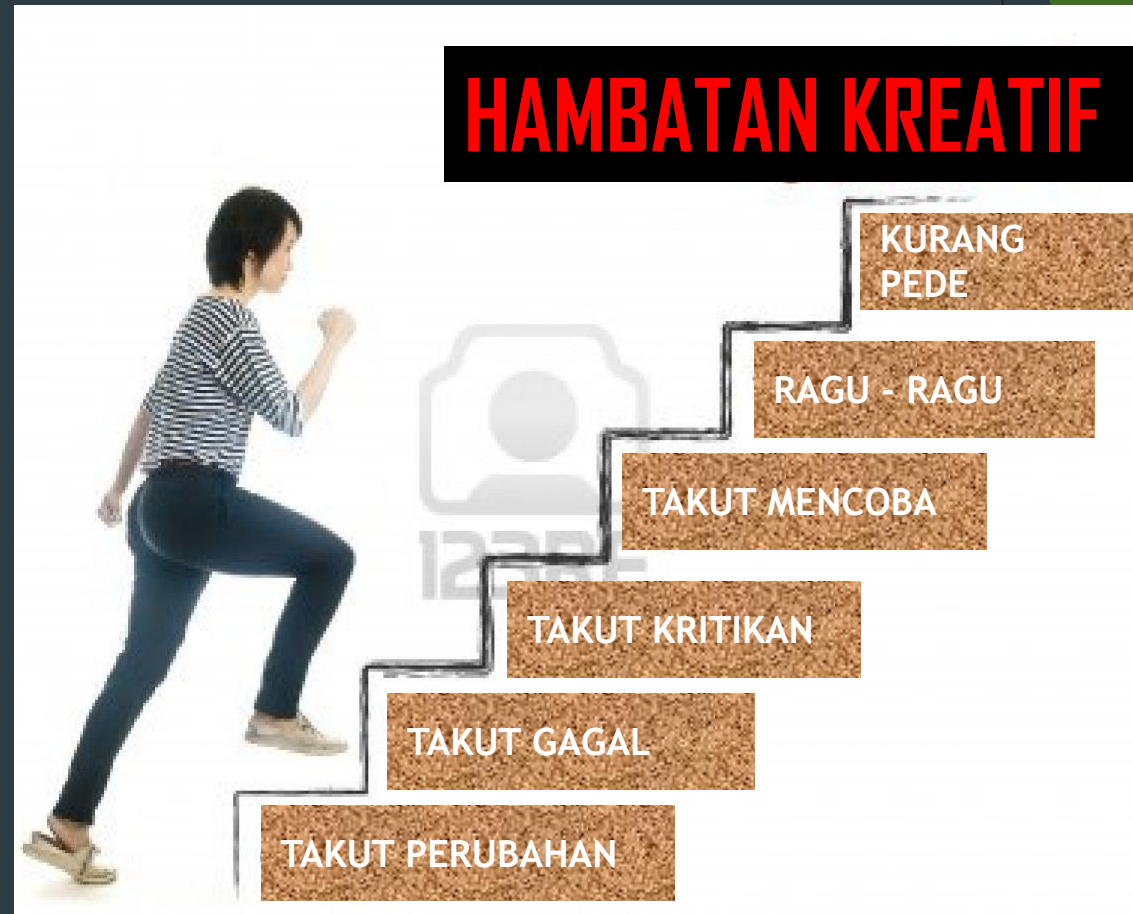 HAMBATAN KREATIF
KURANG
PEDE
RAGU - RAGU
TAKUT MENCOBA
TAKUT KRITIKAN
TAKUT GAGAL
TAKUT PERUBAHAN